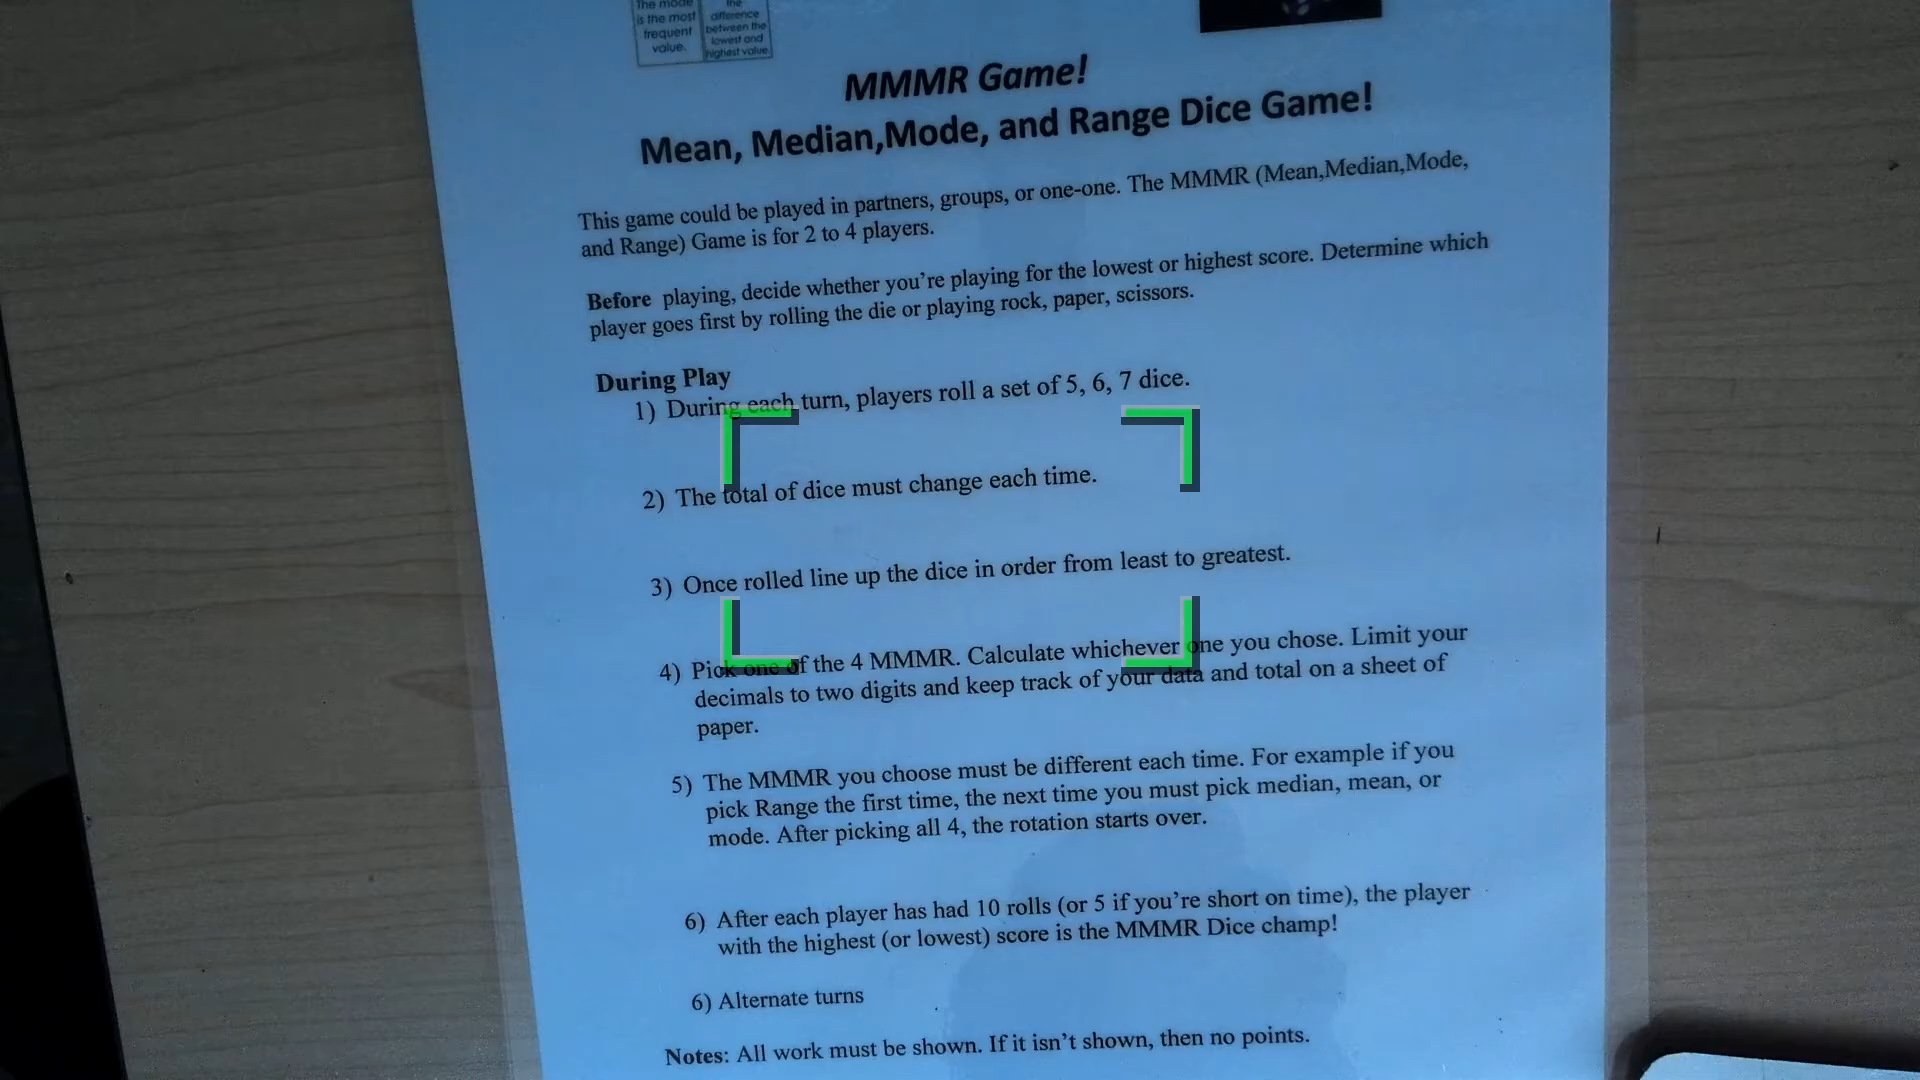 The mode
is the most
frequent
value.
the
difference
between the
lowest and
highest value
MMMR Game!
Mean, Median,Mode, and Range Dice Game!
This game could be played in partners, groups, or one-one. The MMMR (Mean,Median,Mode,
and Range) Game is for 2 to 4 players.
Before playing, decide whether you're playing for the lowest or highest score. Determine which
player goes first by rolling the die or playing rock, paper, scissors.
During Play
1) During each turn, players roll a set of 5, 6, 7 dice.
2) The total of dice must change each time.
3) Once rolled line up the dice in order from least to greatest.
4) Pick one of the 4 MMMR. Calculate whichever one you chose. Limit your
decimals to two digits and keep track of your data and total on a sheet of
paper.
5) The MMMR you choose must be different each time. For example if you
pick Range the first time, the next time you must pick median, mean, or
mode. After picking all 4, the rotation starts over.
6) After each player has had 10 rolls (or 5 if you're short on time), the player
with the highest (or lowest) score is the MMMR Dice champ!
6) Alternate turns
Notes: All work must be shown. If it isn't shown, then no points.